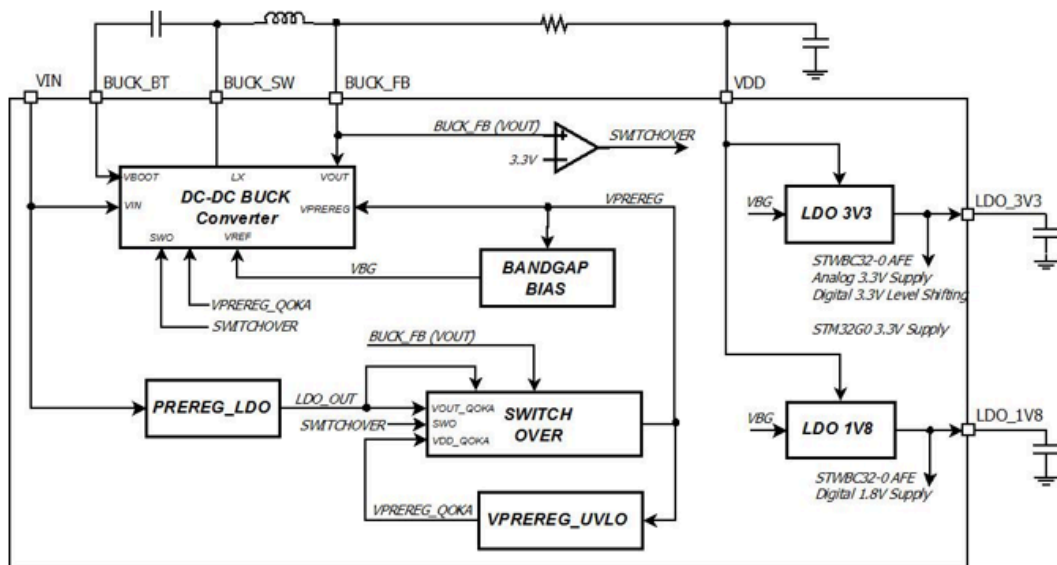 VIN
BUCK_BT
BUCK_SW
BUCK_FB
VDD
BUCK_FB (VOUT)
SWITCHOVER
3.3V
VBOOT
LX
VOUT
DC-DC BUCK
Converter
VIN
VPREREG
SWO
VREF
VPREREG
VBG
BANDGAP
BIAS
VPREREG_QOKA
SWITCHOVER
VBG
LDO 3V3
LDO_3V3
STWBC32-0 AFE
Analog 3.3V Supply
Digital 3.3V Level Shifting
STM32G0 3.3V Supply
BUCK_FB (VOUT)
PREREG_LDO
LDO_OUT
SWITCHOVER
VOUT_QOKA
SWO
VDD_QOKA
SWITCH
OVER
VPREREG_QOKA
VPREREG_UVLO
VBG
LDO 1V8
LDO_1V8
STWBC32-0 AFE
Digital 1.8V Supply